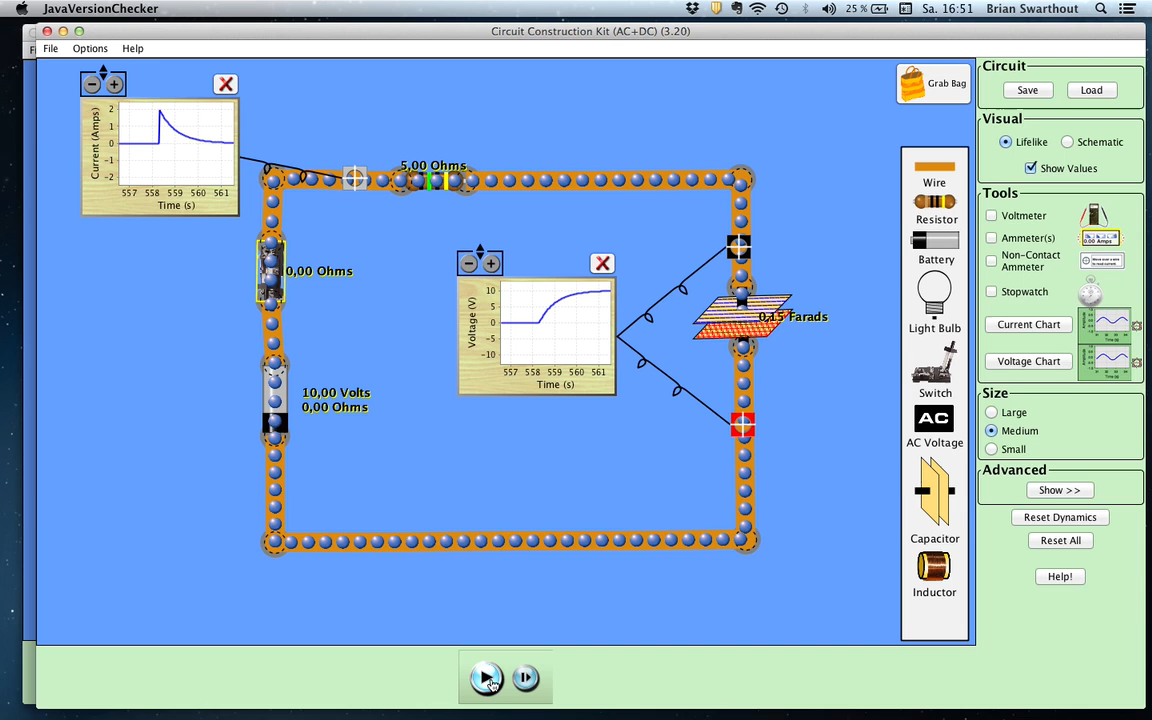 JavaVersionChecker
25 %
Sa. 16:51
Brian Swarthout
Circuit Construction Kit (AC+DC) (3.20)
File
Options
Help
Current (Amps)
2
1
0
-1
-2
557
558
559
560
561
Time (s)
5,00 Ohms
0,00 Ohms
10,00 Volts
0,00 Ohms
Voltage (V)
10
5
0
-5
-10
557
558
559
560
561
Time (s)
0,15 Farads
Grab Bag
Wire
Resistor
Battery
Light Bulb
Switch
AC
AC Voltage
Capacitor
Inductor
Circuit
Save
Load
Visual
Lifelike
Schematic
Show Values
Tools
Voltmeter
Ammeter(s)
0.00 Amps
Non-Contact
Ammeter
Stopwatch
Current Chart
Voltage Chart
Size
Large
Medium
Small
Advanced
Show >>
Reset Dynamics
Reset All
Help!